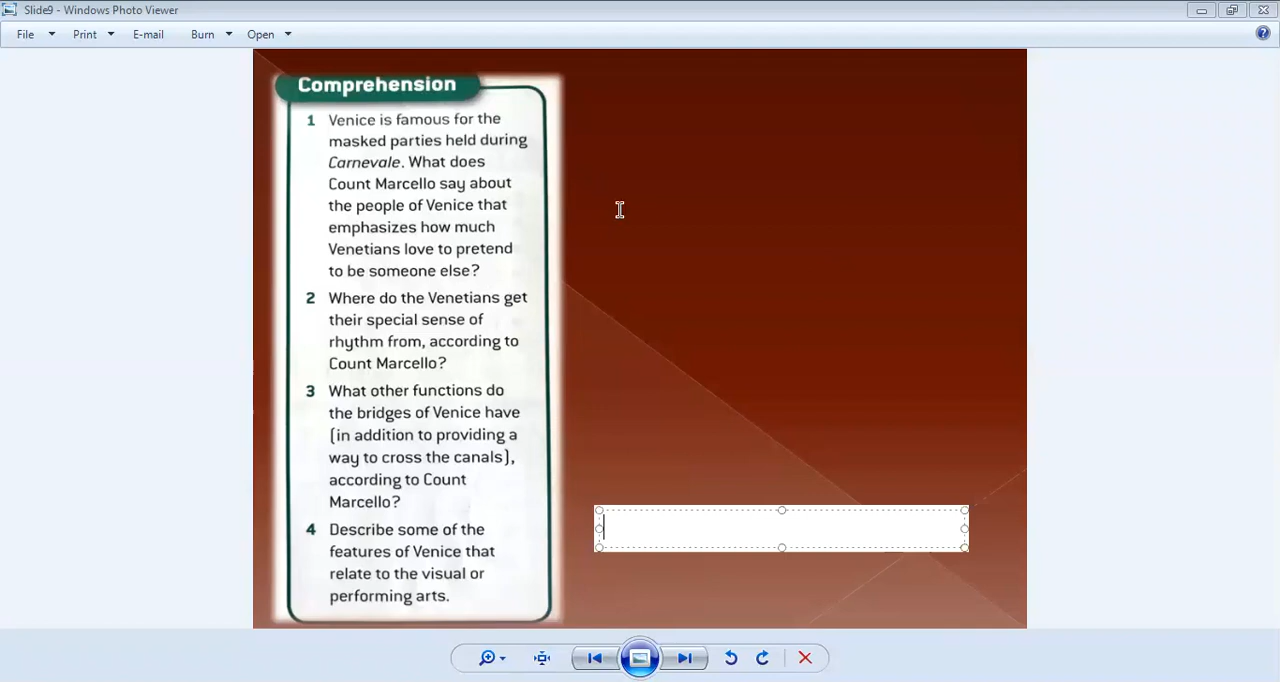 Slide9 - Windows Photo Viewer
File Print E-mail Burn Open
Comprehension
1 Venice is famous for the
masked parties held during
Carnevale. What does
Count Marcello say about
the people of Venice that
emphasizes how much
Venetians love to pretend
to be someone else?
2 Where do the Venetians get
their special sense of
rhythm from, according to
Count Marcello?
3 What other functions do
the bridges of Venice have
(in addition to providing a
way to cross the canals),
according to Count
Marcello?
4 Describe some of the
features of Venice that
relate to the visual or
performing arts.